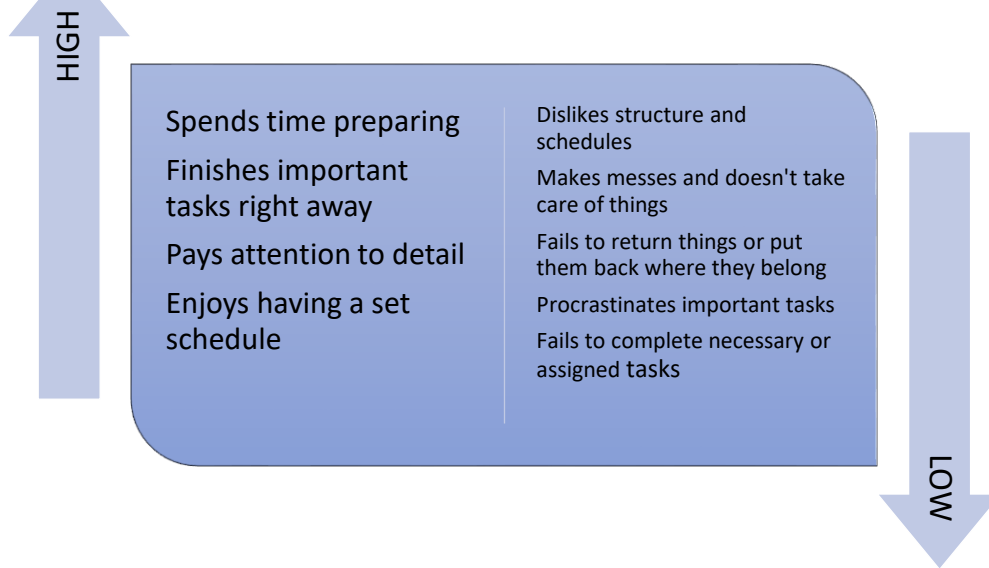 HIGH
Spends time preparing
Finishes important
tasks right away
Pays attention to detail
Enjoys having a set
schedule
Dislikes structure and
schedules
Makes messes and doesn't take
care of things
Fails to return things or put
them back where they belong
Procrastinates important tasks
Fails to complete necessary or
assigned tasks
LOW